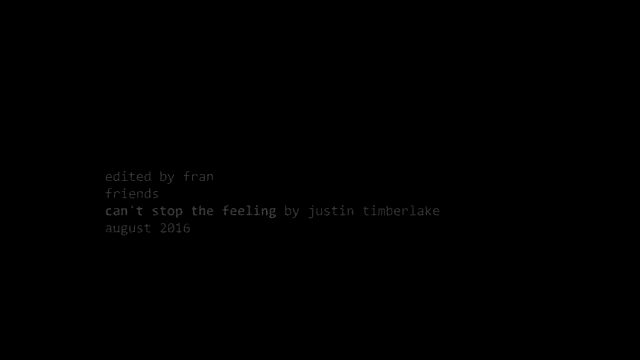 edited by fran
friends
can't stop the feeling by justin timberlake
august 2016